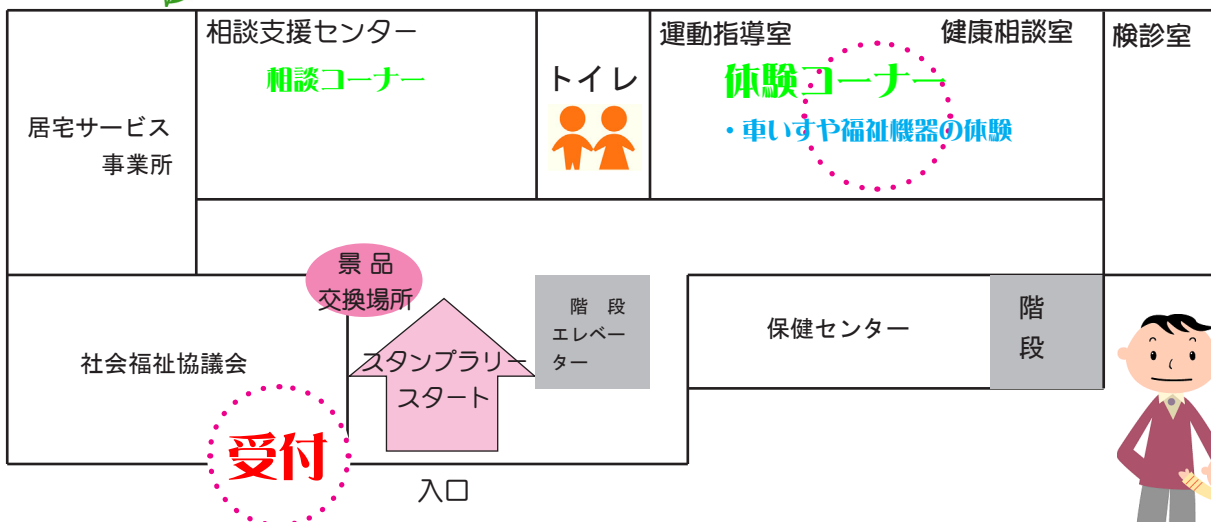 相談支援センター
相談コーナー
トイレ
運動指導室
健康相談室
検診室
体験コーナー
・車いすや福祉機器の体験
居宅サービス
事業所
景品
交換場所
階 段
エレベー
ター
保健センター
階
段
社会福祉協議会
スタンプラリー
スタート
受付
入口